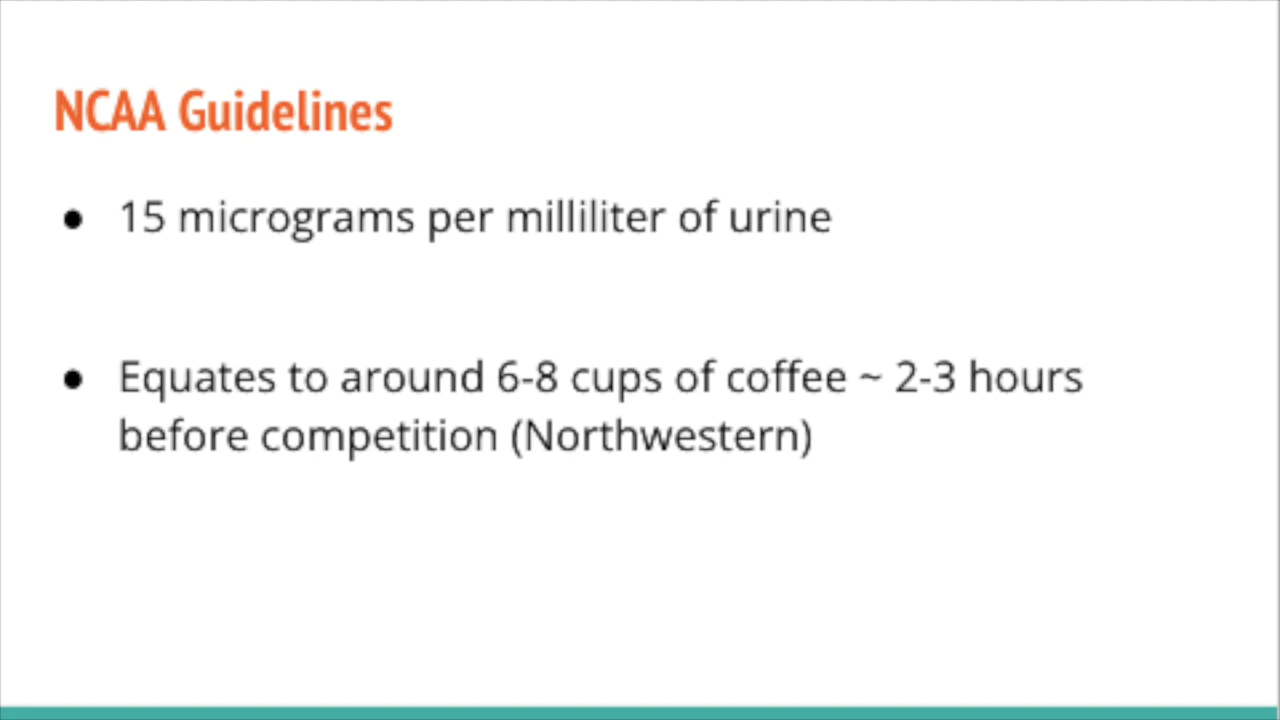 NCAA Guidelines
● 15 micrograms per milliliter of urine
● Equates to around 6-8 cups of coffee ~ 2-3 hours
before competition (Northwestern)